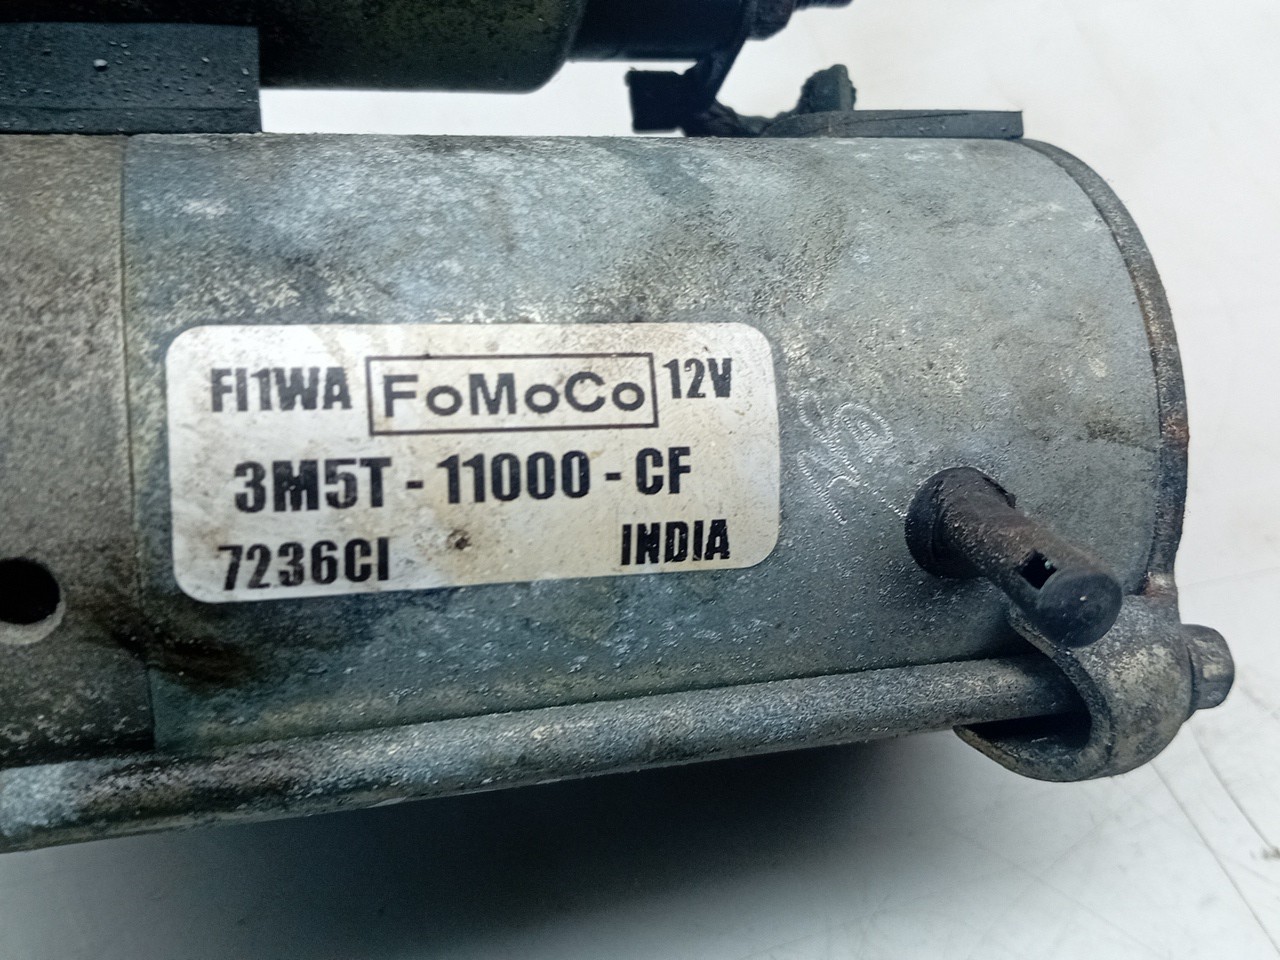 FI1WA FoMoCo 12V
3M5T - 11000 - CF
7236CI INDIA